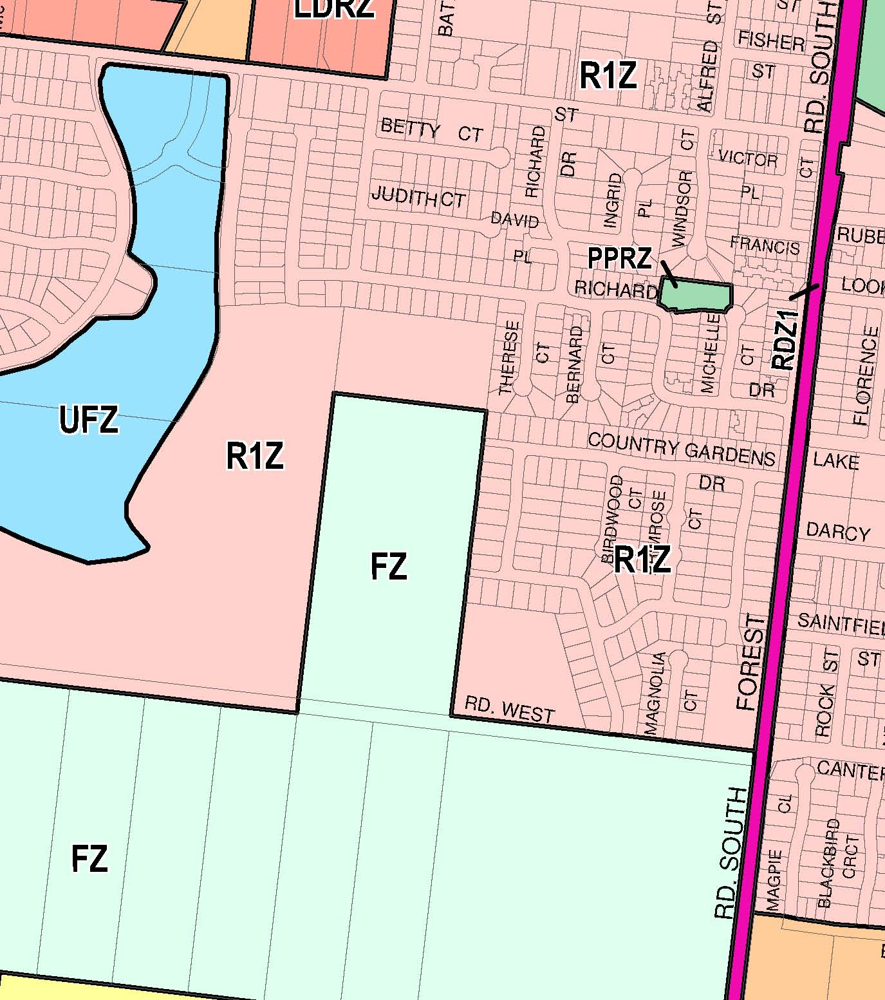 LDRZ
BAT
ST
ST
FISHER
ST
ALFRED
RD. SOUTH
R1Z
ST
BETTY CT
RICHARD
DR
CT
VICTOR
CT
PL
JUDITH CT
DAVID
PL
INGRID
PL
WINDSOR
FRANCIS
RUBE
PPRZ
RICHARD
LOOK
THERESE
CT
BERNARD
CT
MICHELLE
CT
RDZ1
FLORENCE
DR
UFZ
R1Z
COUNTRY GARDENS
DR
LAKE
BIRDWOOD
CT
CT
DARCY
R1Z
FZ
SAINTFIEL
FOREST
ROCK ST
ST
MAGNOLIA
CT
RD. WEST
CANTER
CL
RD. SOUTH
MAGPIE
BLACKBIRD
CRCT
FZ